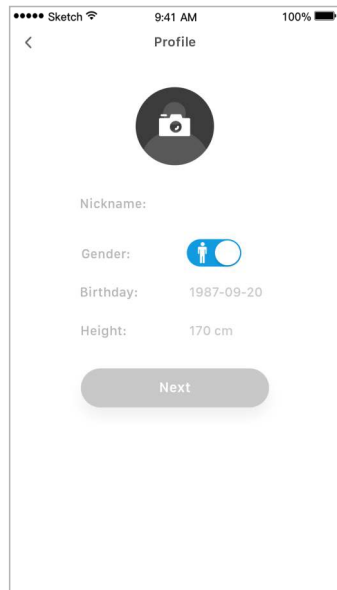 Sketch 9:41 AM 100%
Profile
Nickname:
Gender:
Birthday: 1987-09-20
Height: 170 cm
Next